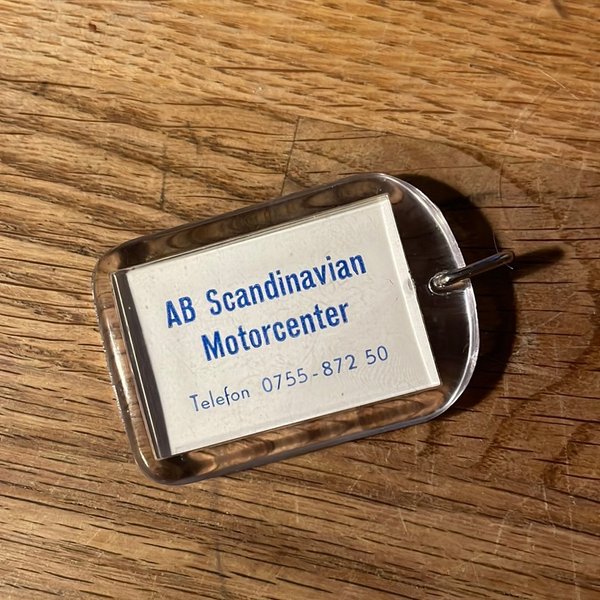 AB Scandinavian
Motorcenter
Telefon 0755-872 50